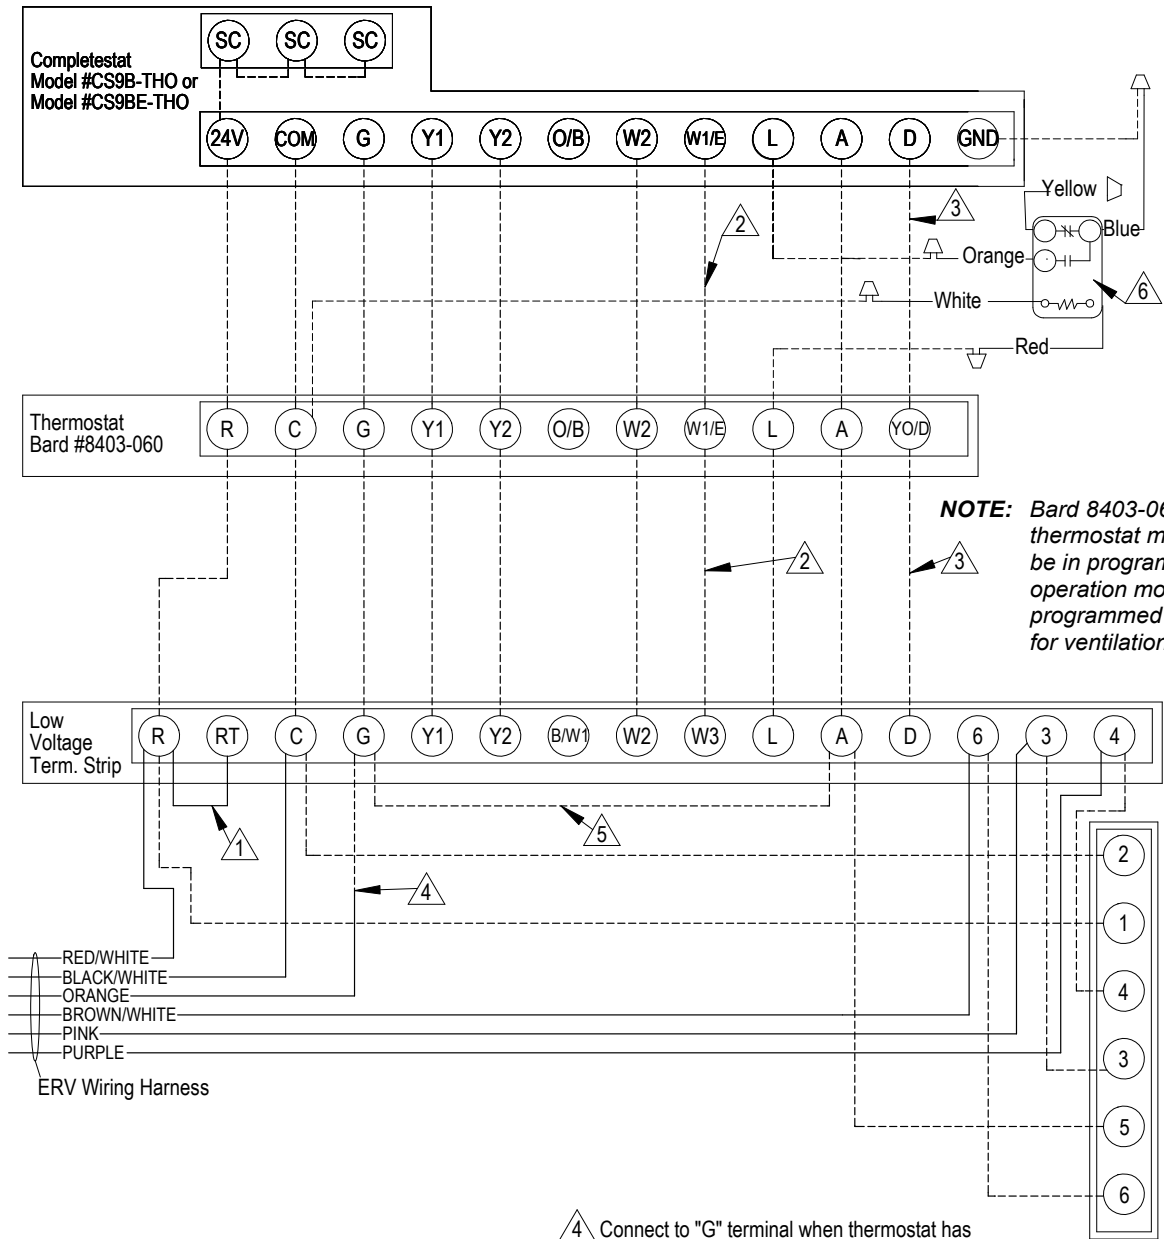 SC SC SC
Completestat
Model #CS9B-THO or
Model #CS9BE-THO
24V COM G Y1 Y2 O/B W2 W1/E L A D GND
Yellow
Blue
2
3
Orange
6
White
Red
Thermostat
Bard #8403-060
R C G Y1 Y2 O/B W2 W1/E L A YO/D
NOTE: Bard 8403-06
thermostat m
be in program
operation mo
programmed
for ventilation
2
3
Low
Voltage
Term. Strip
R RT C G Y1 Y2 B/W1 W2 W3 L A D 6 3 4
1
5
4
2
1
4
3
5
6
RED/WHITE
BLACK/WHITE
ORANGE
BROWN/WHITE
PINK
PURPLE
ERV Wiring Harness
4 Connect to "G" terminal when thermostat has